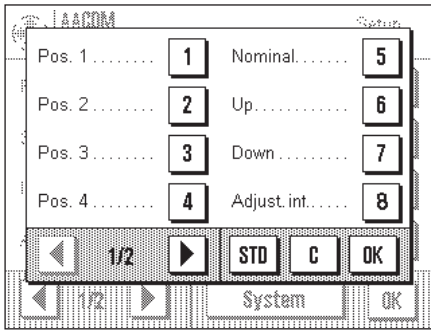 AACOM Setup
Pos. 1......... 1 Nominal...... 5
Pos. 2......... 2 Up............ 6
Pos. 3......... 3 Down.......... 7
Pos. 4......... 4 Adjust. int...... 8
1/2 STD C OK
1/2 System OK